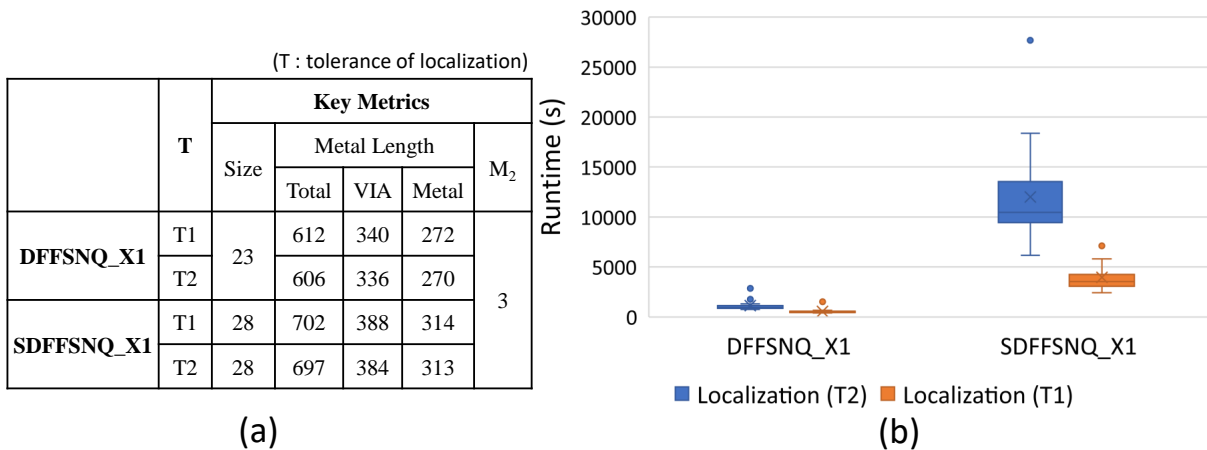 (T : tolerance of localization)
T
Key Metrics
Size
Metal Length
M2
Total VIA Metal
DFFSNQ_X1
T1 23 612 340 272 3
T2 606 336 270
SDFFSNQ_X1
T1 28 702 388 314
T2 28 697 384 313
(a)
Runtime (s)
30000
25000
20000
15000
10000
5000
0
DFFSNQ_X1 SDFFSNQ_X1
Localization (T2) Localization (T1)
(b)